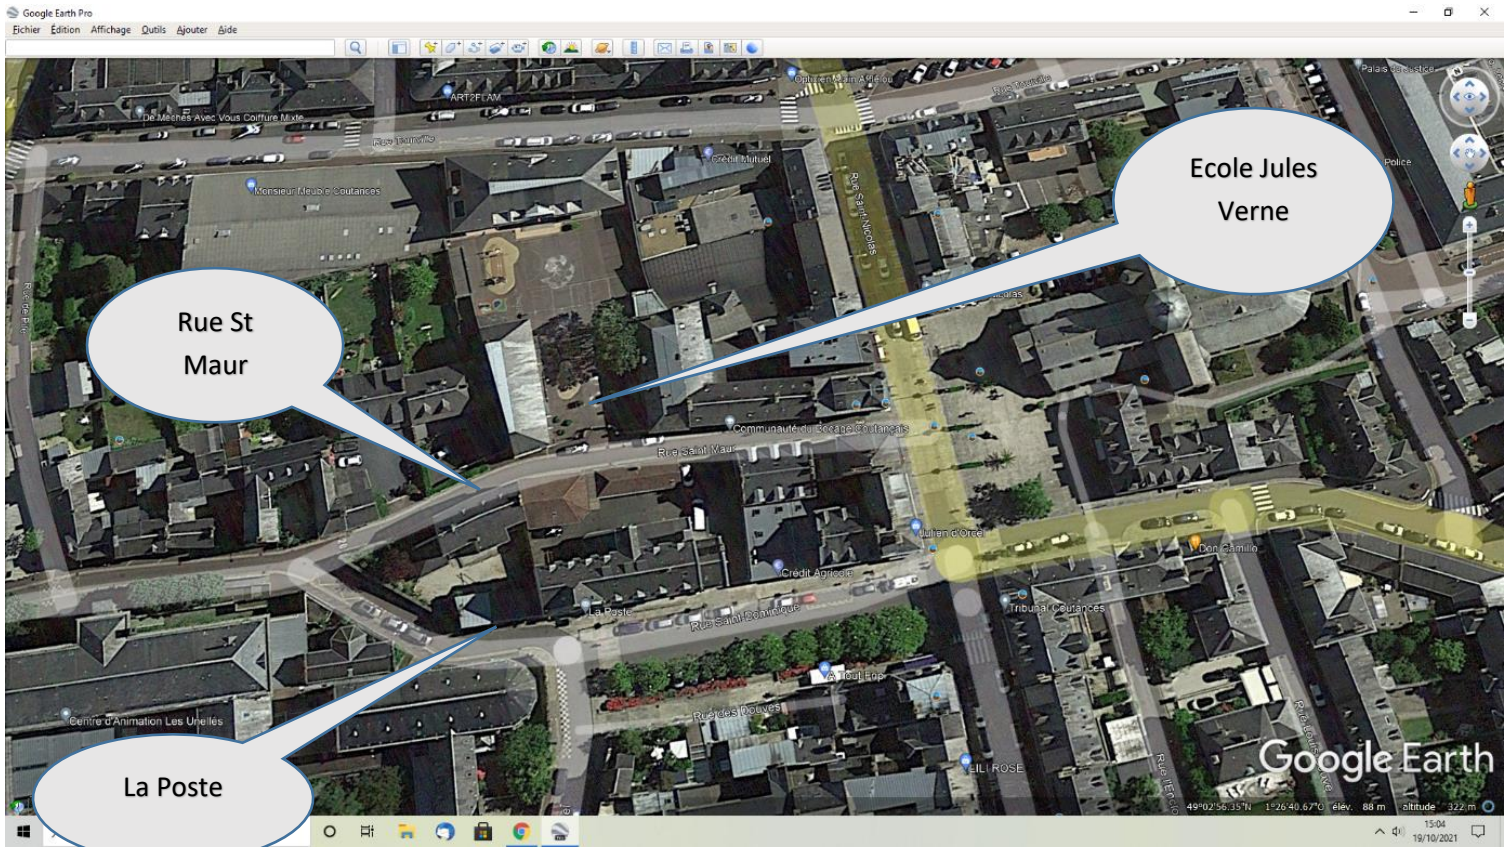 Google Earth Pro
Fichier Édition Affichage Outils Ajouter Aide
Opticien Alain Afflelou
Palais de Justice
ART2FLAM
Rue Tourville
De Mèches Avec Vous Coiffure Mixte
Rue Tourville
Crédit Mutuel
Police
Ecole Jules
Verne
Monsieur Meuble Coutances
Rue Saint-Nicolas
Rue St
Maur
Communauté du Bocage Coutançais
Rue Saint-Maur
Julien d'Orcel
Don Camillo
Crédit Agricole
La Poste
Rue Saint-Dominique
Tribunal Coutances
A Tout Frip
Rue des Douves
Centre d'Animation Les Unelles
EILI ROSE
La Poste
Google Earth
49°02'56.35"N 1°26'40.67"O élév. 88 m altitude 322 m
15:04
19/10/2021